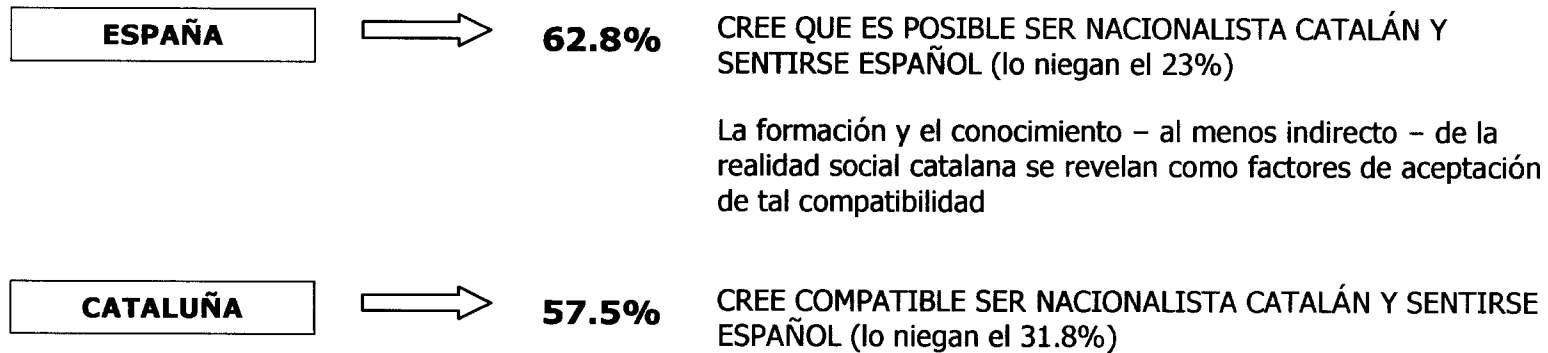 ESPAÑA
62.8%
CREE QUE ES POSIBLE SER NACIONALISTA CATALÁN Y
SENTIRSE ESPAÑOL (lo niegan el 23%)
La formación y el conocimiento – al menos indirecto – de la
realidad social catalana se revelan como factores de aceptación
de tal compatibilidad
CATALUÑA
57.5%
CREE COMPATIBLE SER NACIONALISTA CATALÁN Y SENTIRSE
ESPAÑOL (lo niegan el 31.8%)